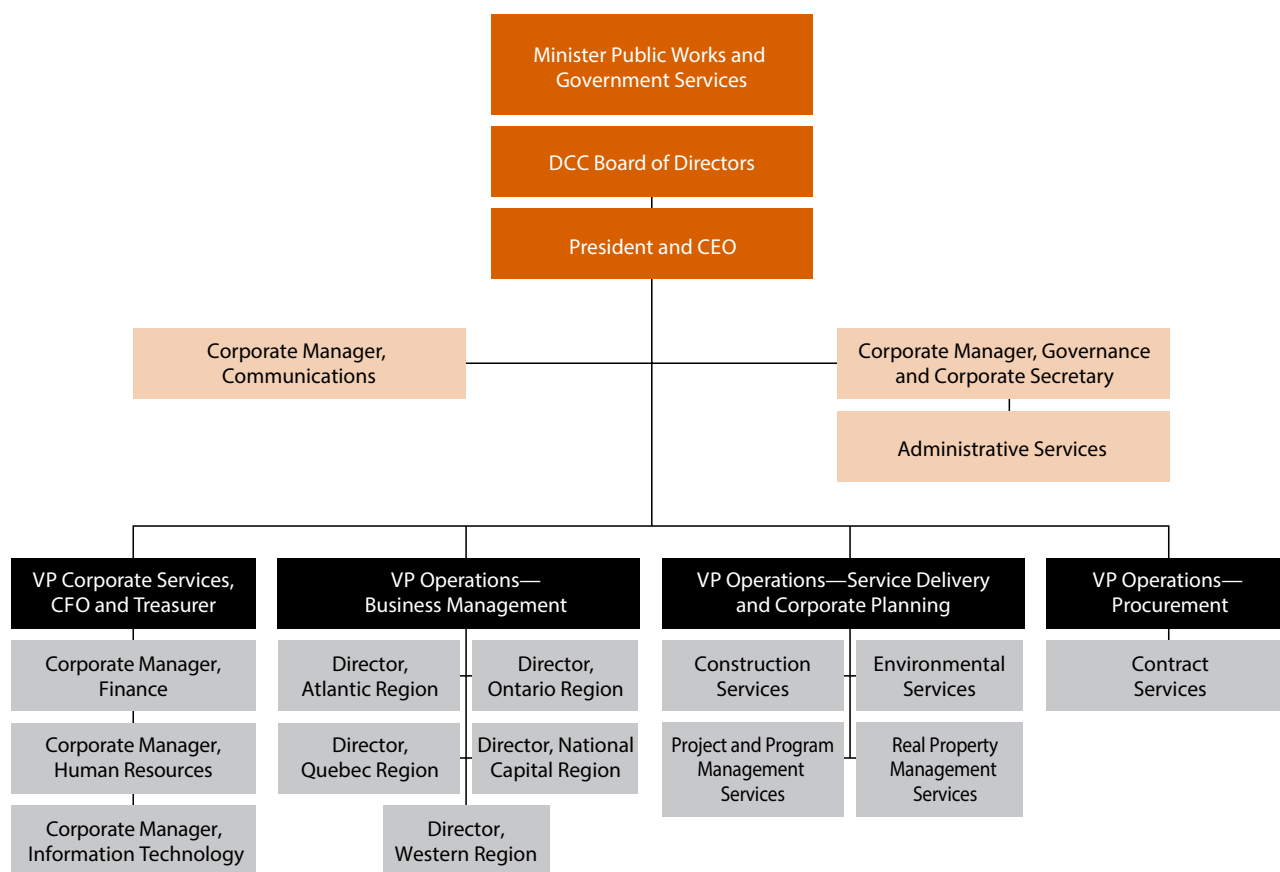 Minister Public Works and
Government Services
DCC Board of Directors
President and CEO
Corporate Manager,
Communications
Corporate Manager, Governance
and Corporate Secretary
Administrative Services
VP Corporate Services,
CFO and Treasurer
Corporate Manager,
Finance
Corporate Manager,
Human Resources
Corporate Manager,
Information Technology
VP Operations—
Business Management
Director,
Atlantic Region
Director,
Ontario Region
Director,
Quebec Region
Director, National
Capital Region
Director,
Western Region
VP Operations—Service Delivery
and Corporate Planning
Construction
Services
Environmental
Services
Project and Program
Management
Services
Real Property
Management
Services
VP Operations—
Procurement
Contract
Services